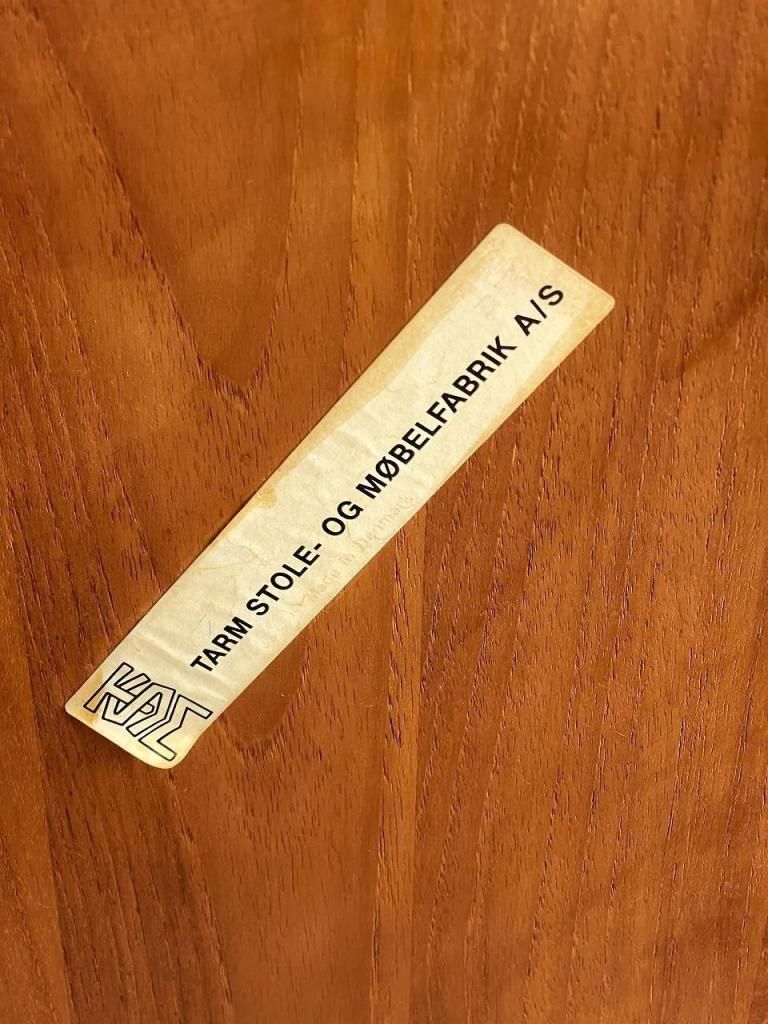 TARM STOLE- OG MØBELFABRIK A/S
Made in Denmark